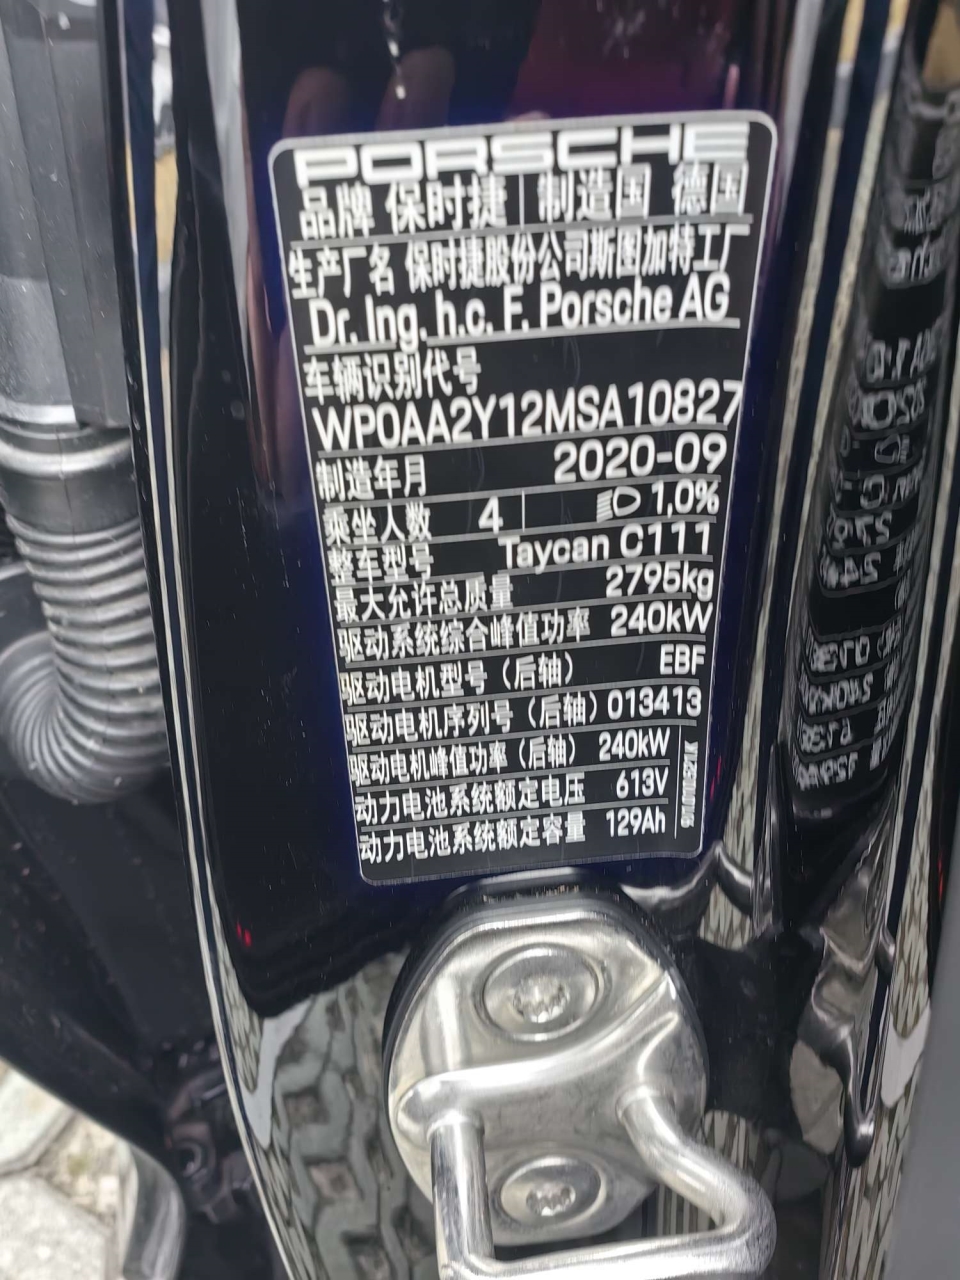 PORSCHE
品牌 保时捷 制造国 德国
生产厂名 保时捷股份公司斯图加特工厂
Dr. Ing. h.c. F. Porsche AG
车辆识别代号
WP0AA2Y12MSA10827
制造年月 2020-09
乘坐人数 4 1,0%
整车型号 Taycan C111
最大允许总质量 2795kg
驱动系统综合峰值功率 240kW
驱动电机型号（后轴） EBF
驱动电机序列号（后轴）013413
驱动电机峰值功率（后轴） 240kW
动力电池系统额定电压 613V
动力电池系统额定容量 129Ah